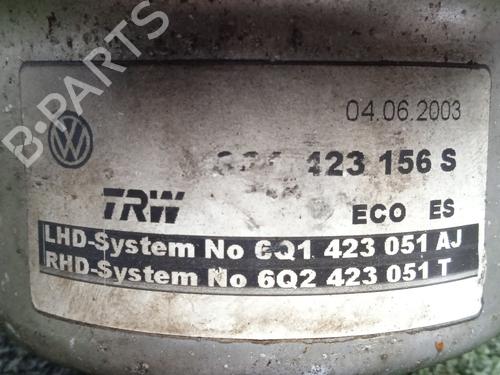 B-PARTS
04.06.2003
423 156 S
TRW
ECO ES
LHD-System No 6Q1 423 051 AJ
RHD-System No 6Q2 423 051 T